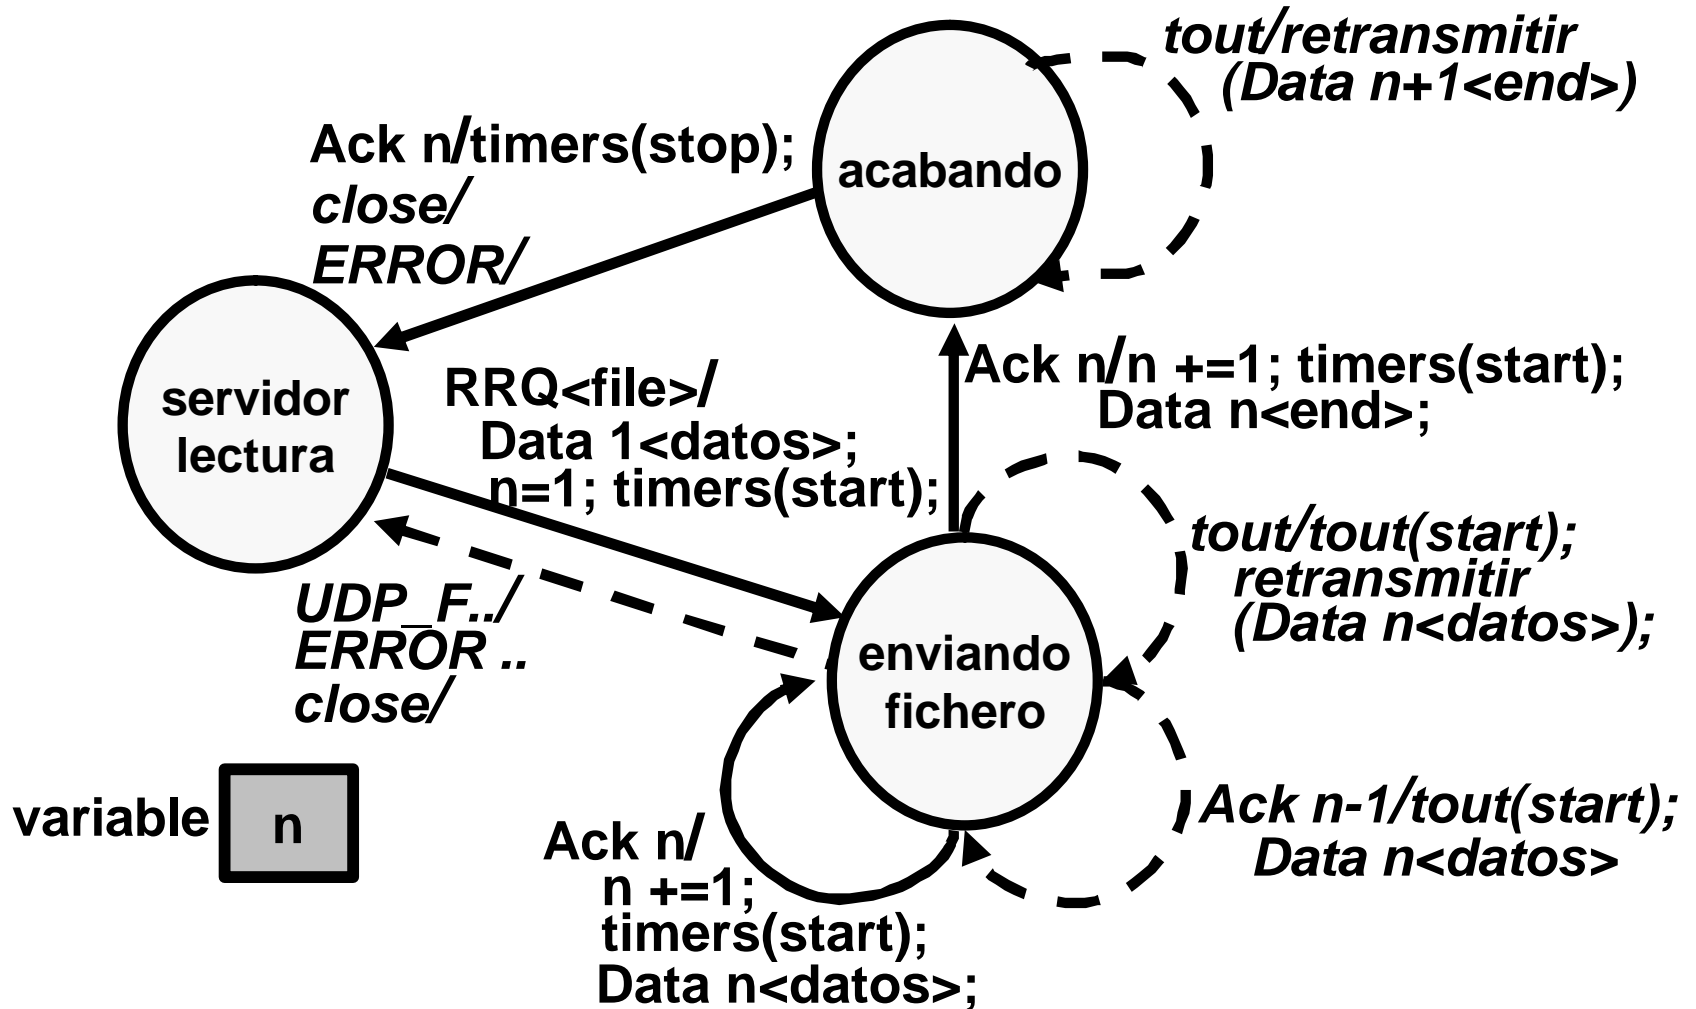 tout/retransmitir
(Data n+1<end>)
Ack n/timers(stop);
close/
ERROR/
acabando
servidor
lectura
RRQ<file>/
Data 1<datos>;
n=1; timers(start);
Ack n/n +=1; timers(start);
Data n<end>;
tout/tout(start);
retransmitir
(Data n<datos>);
UDP_F../
ERROR ..
close/
enviando
fichero
variable
n
Ack n/
n +=1;
timers(start);
Data n<datos>;
Ack n-1/tout(start);
Data n<datos>